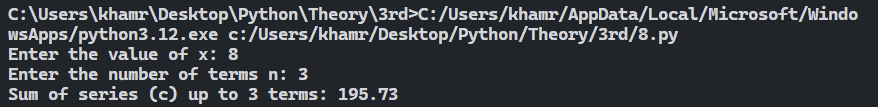 C:\Users\khamr\Desktop\Python\Theory\3rd>C:/Users/khamr/AppData/Local/Microsoft/Windo
wsApps/python3.12.exe c:/Users/khamr/Desktop/Python/Theory/3rd/8.py
Enter the value of x: 8
Enter the number of terms n: 3
Sum of series (c) up to 3 terms: 195.73